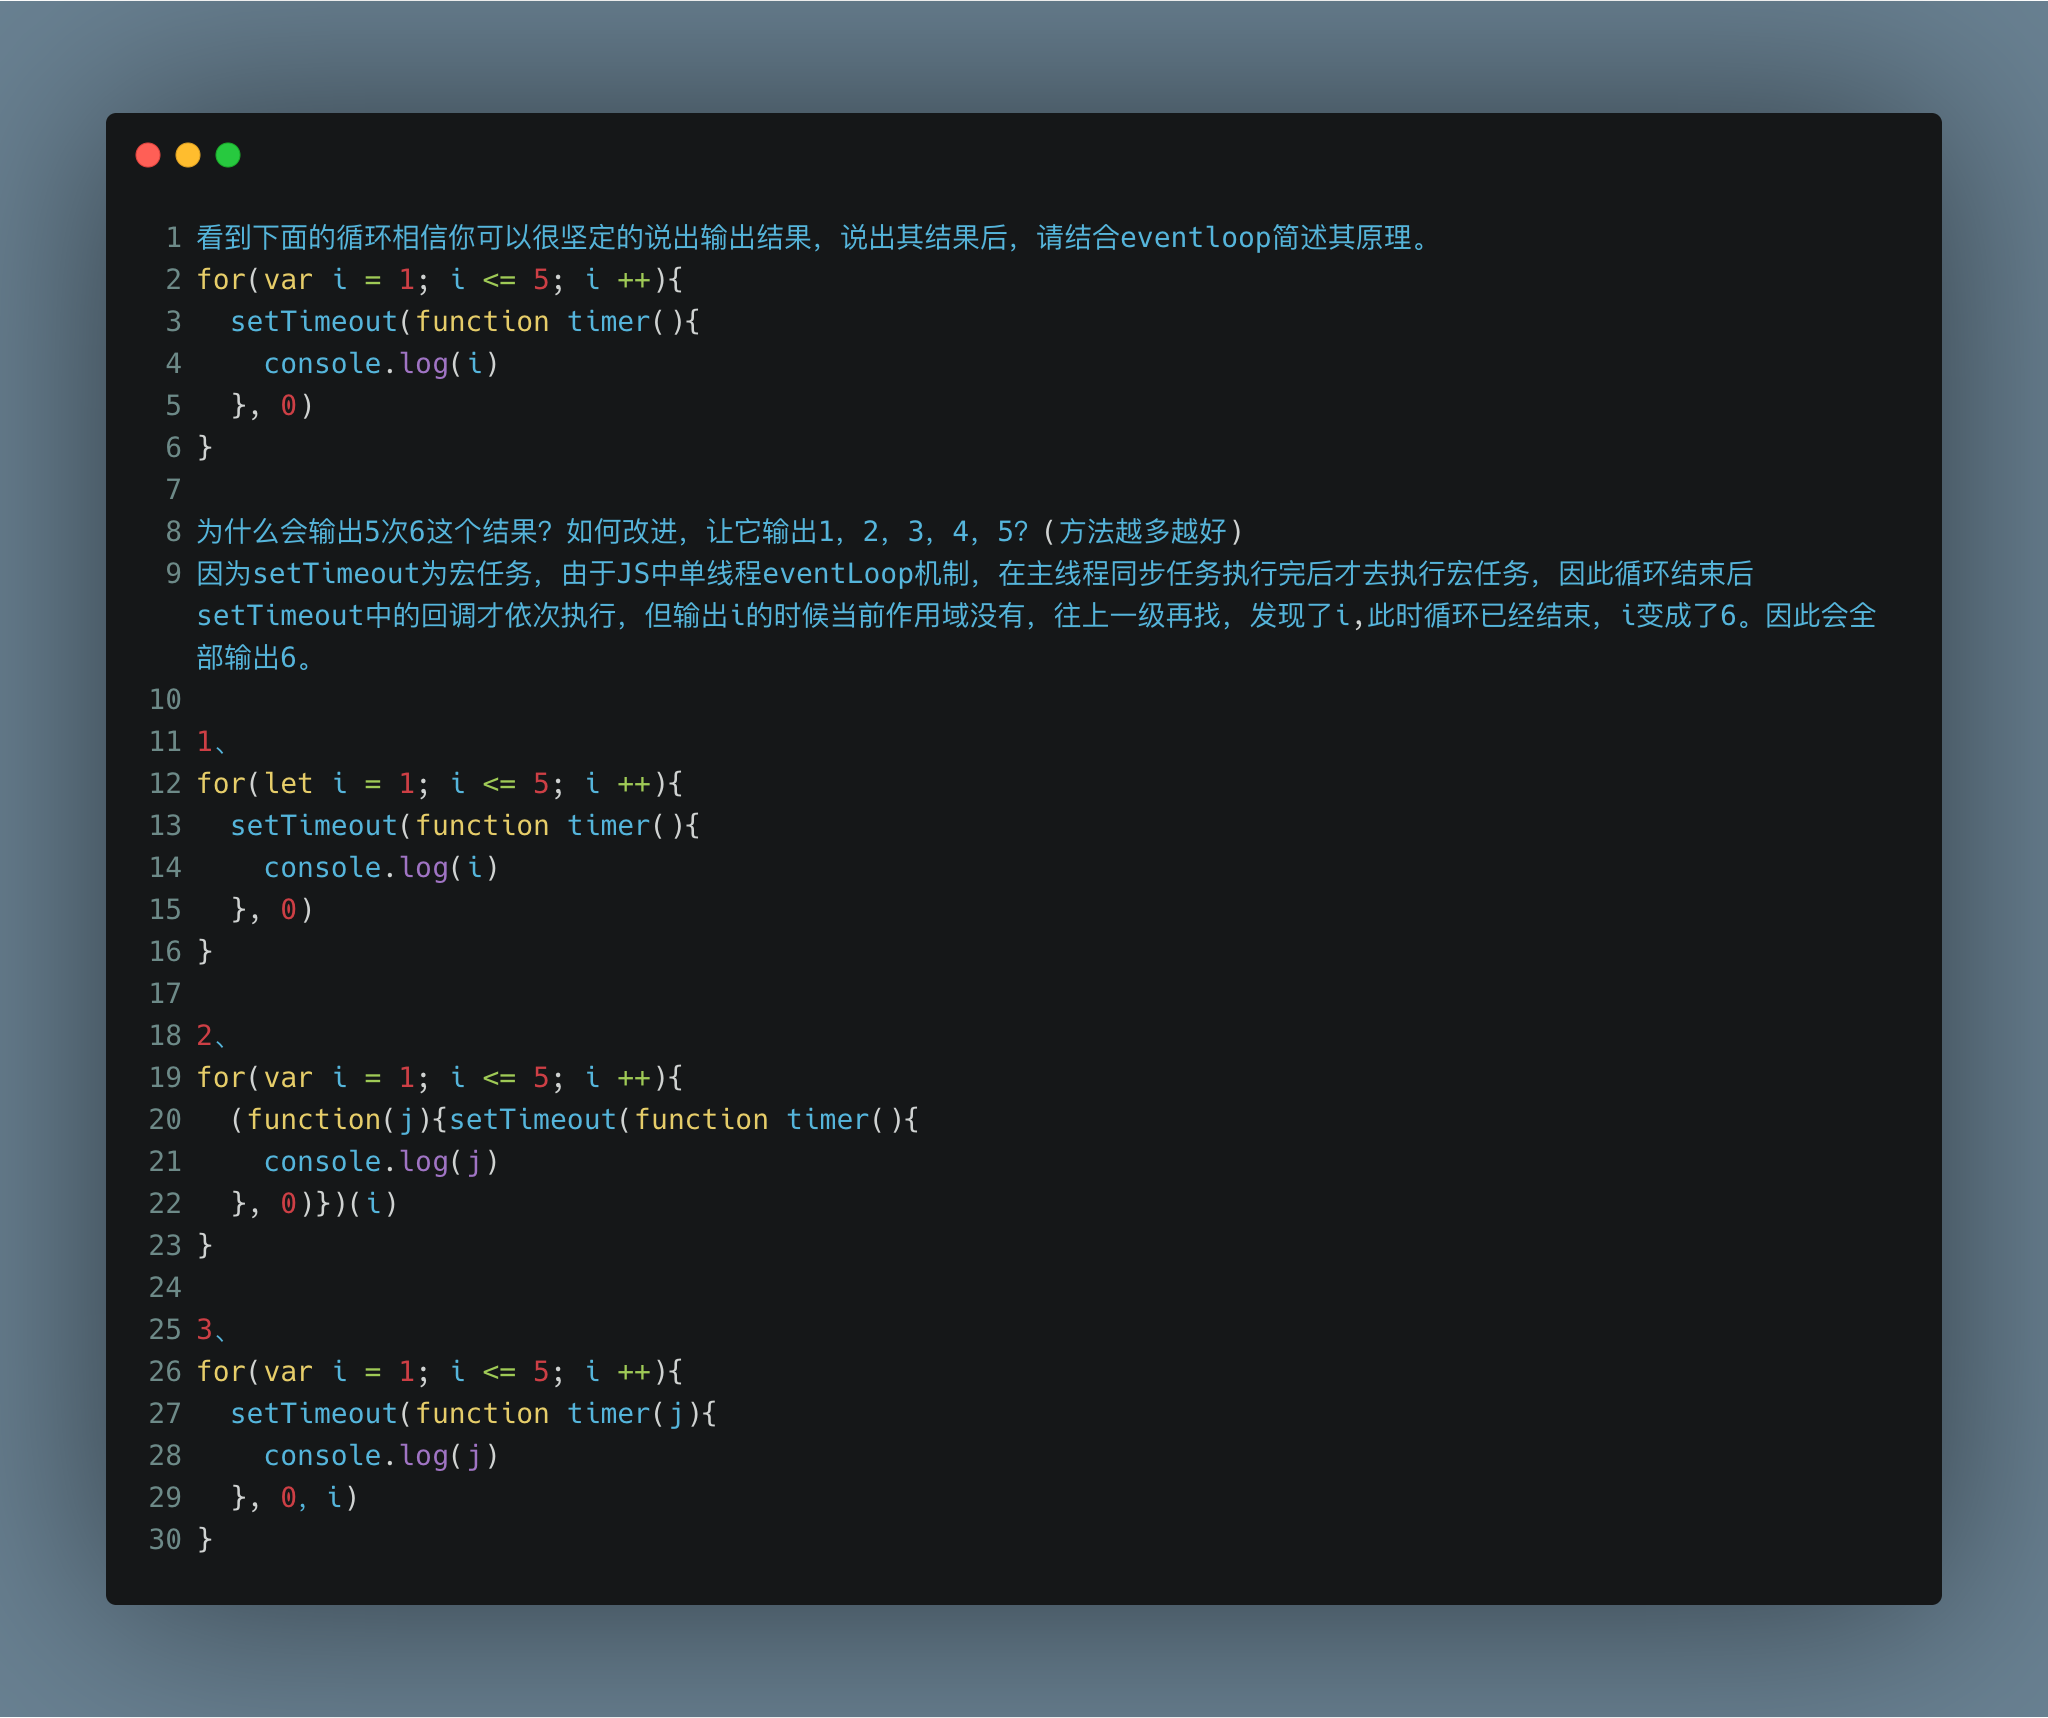 1 看到下面的循环相信你可以很坚定的说出输出结果，说出其结果后，请结合eventloop简述其原理。
2 for(var i = 1; i <= 5; i ++){
3   setTimeout(function timer(){
4     console.log(i)
5   }, 0)
6 }
7
8 为什么会输出5次6这个结果？如何改进，让它输出1，2，3，4，5？(方法越多越好)
9 因为setTimeout为宏任务，由于JS中单线程eventLoop机制，在主线程同步任务执行完后才去执行宏任务，因此循环结束后
setTimeout中的回调才依次执行，但输出i的时候当前作用域没有，往上一级再找，发现了i,此时循环已经结束，i变成了6。因此会全
部输出6。
10
11 1、
12 for(let i = 1; i <= 5; i ++){
13   setTimeout(function timer(){
14     console.log(i)
15   }, 0)
16 }
17
18 2、
19 for(var i = 1; i <= 5; i ++){
20   (function(j){setTimeout(function timer(){
21     console.log(j)
22   }, 0)})(i)
23 }
24
25 3、
26 for(var i = 1; i <= 5; i ++){
27   setTimeout(function timer(j){
28     console.log(j)
29   }, 0，i)
30 }